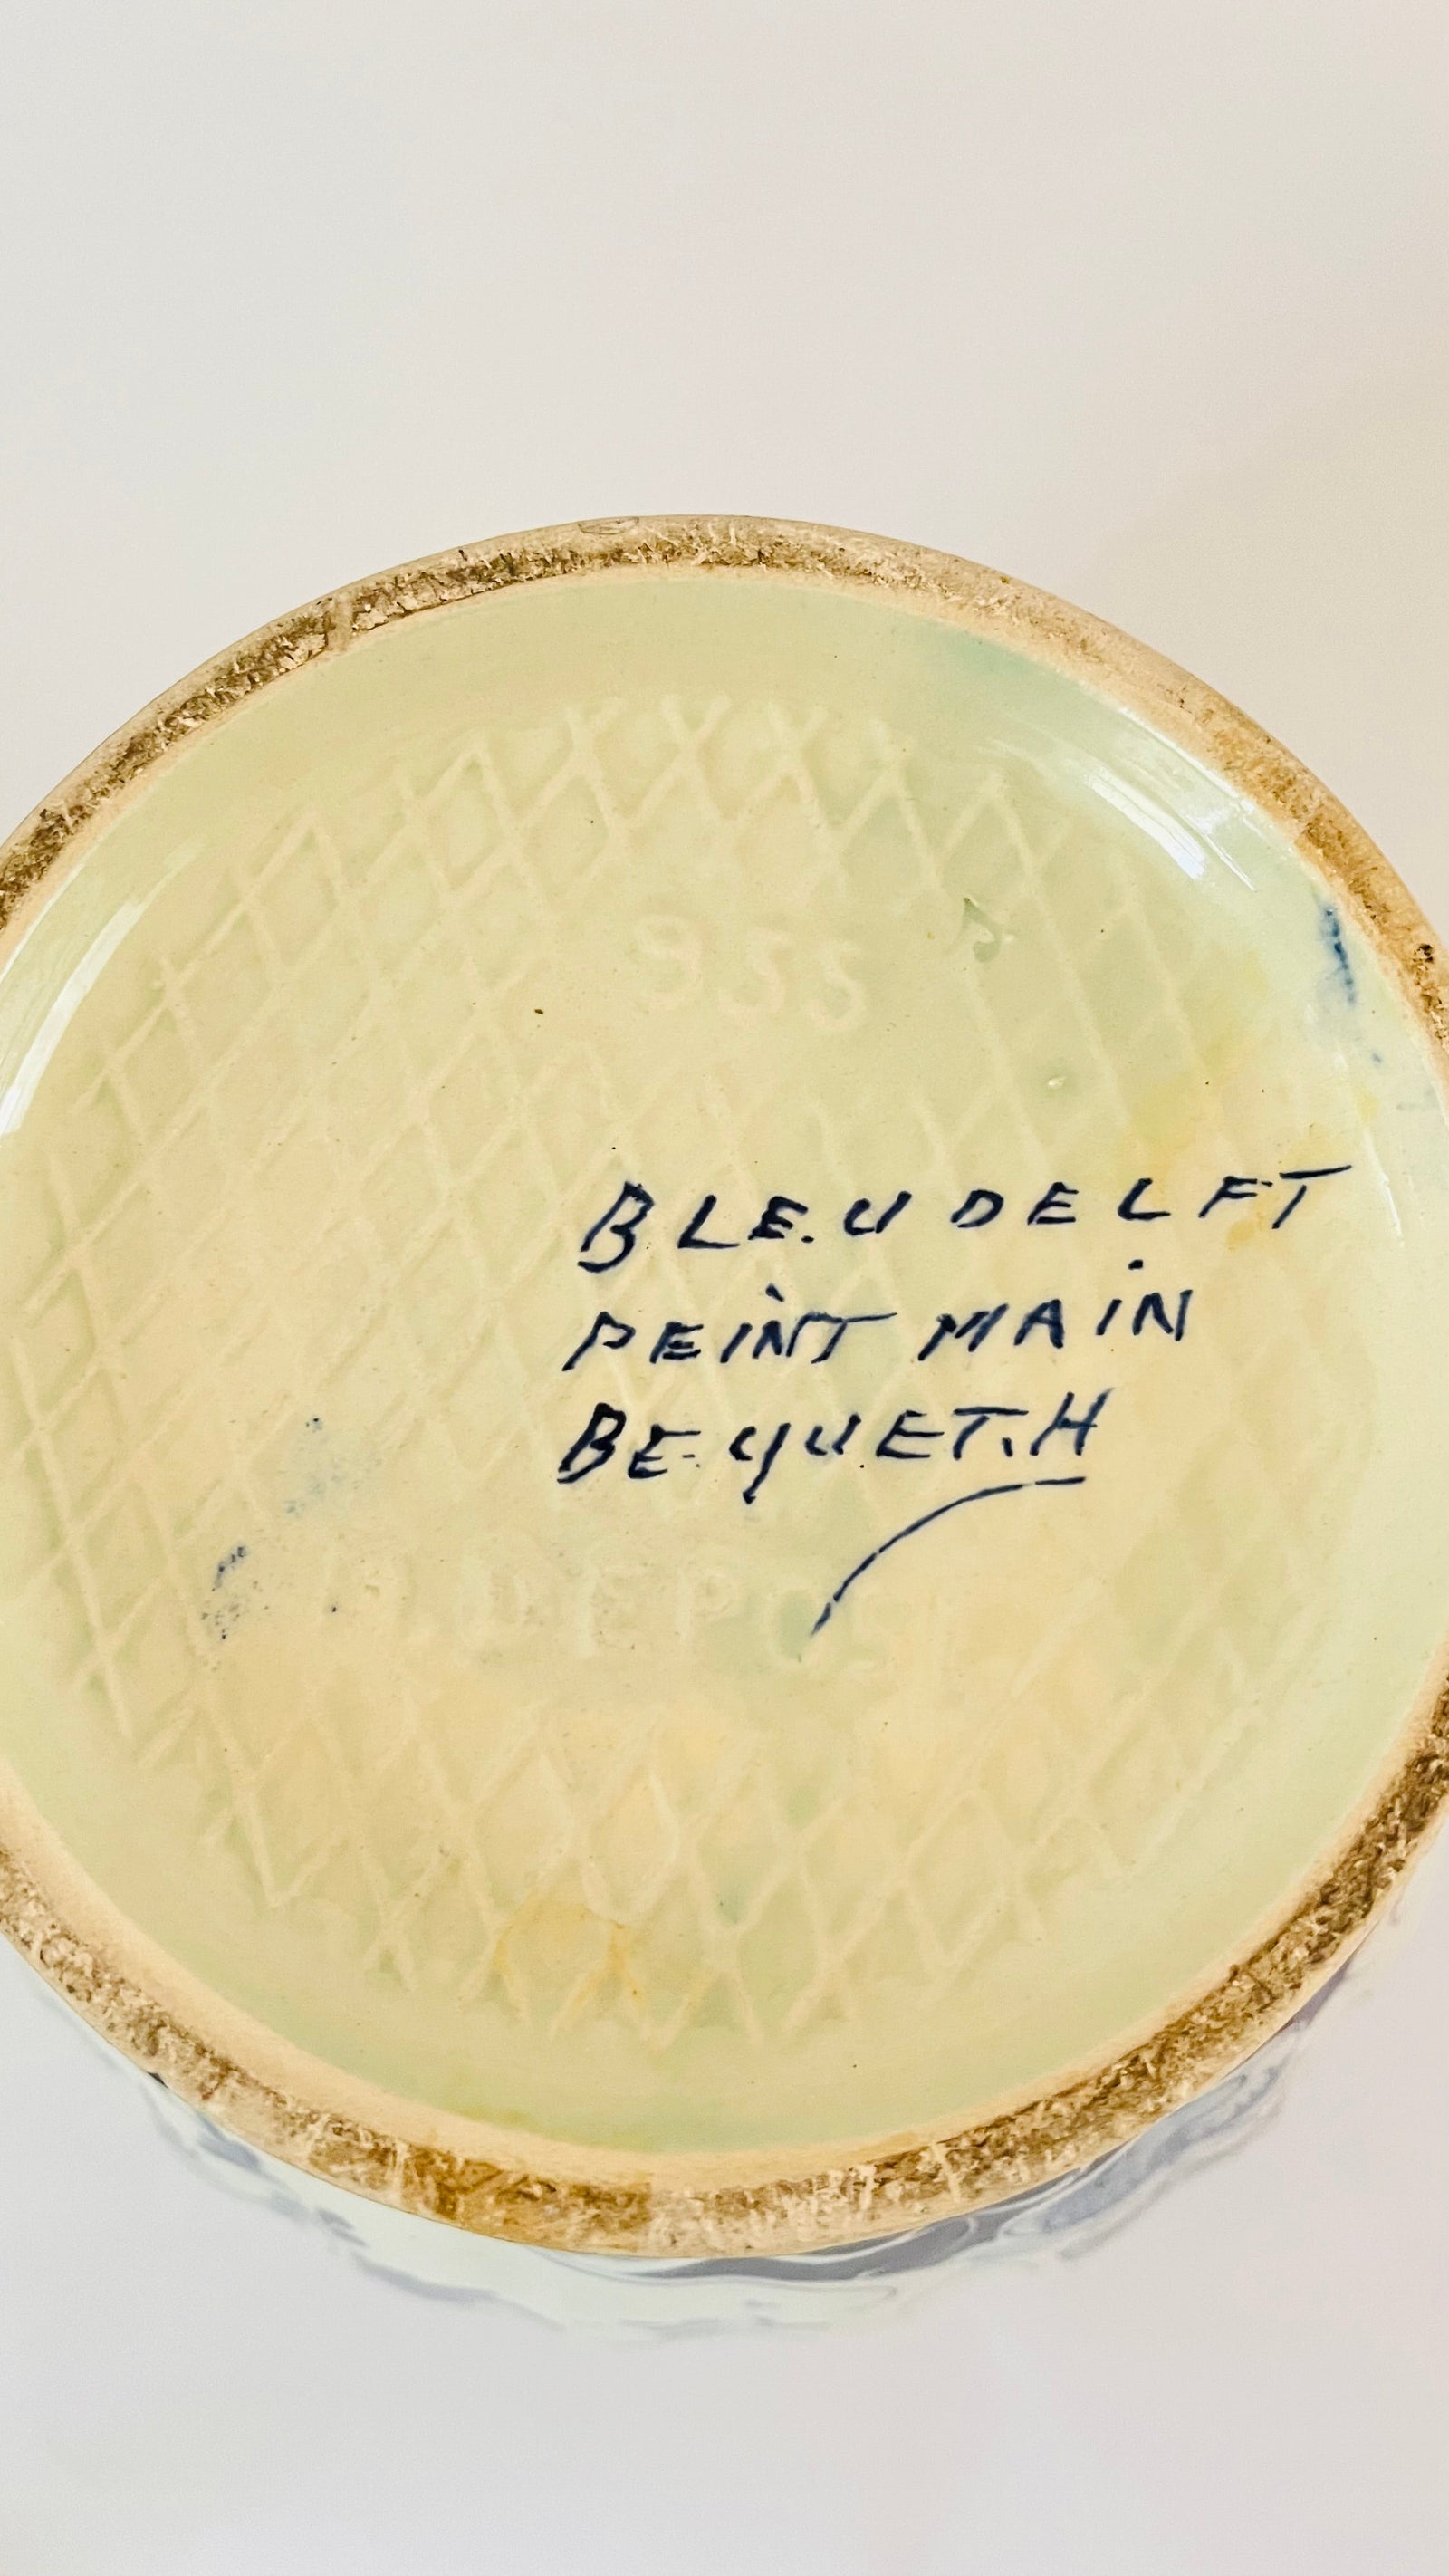 955
BLEU DELFT
PEINT MAIN
BEQUET.H
DEPOSE